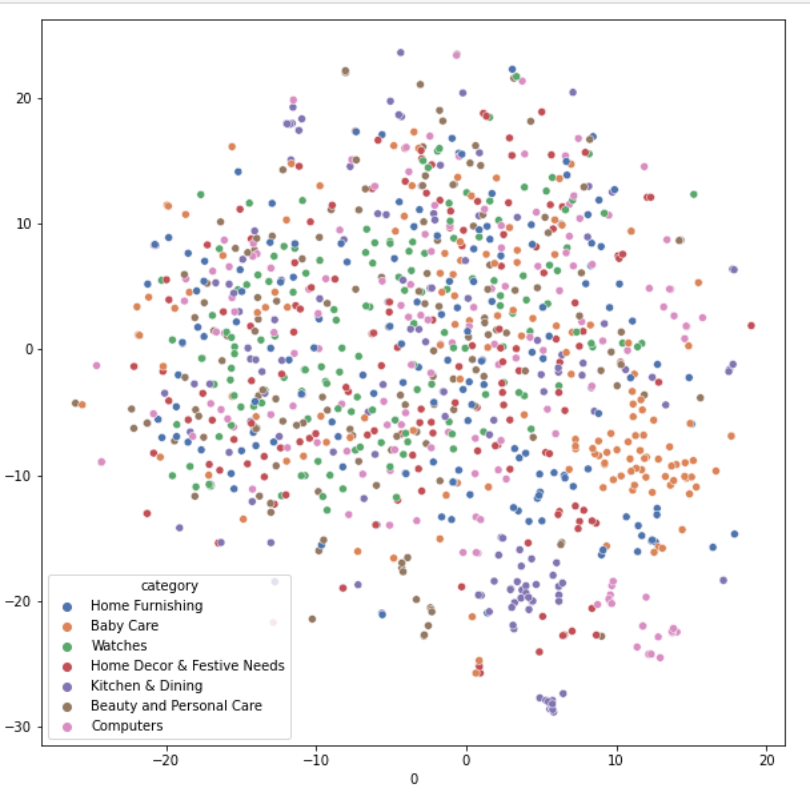 20
10
0
−10
−20
−30
category
Home Furnishing
Baby Care
Watches
Home Decor & Festive Needs
Kitchen & Dining
Beauty and Personal Care
Computers
−20
−10
0
10
20
0